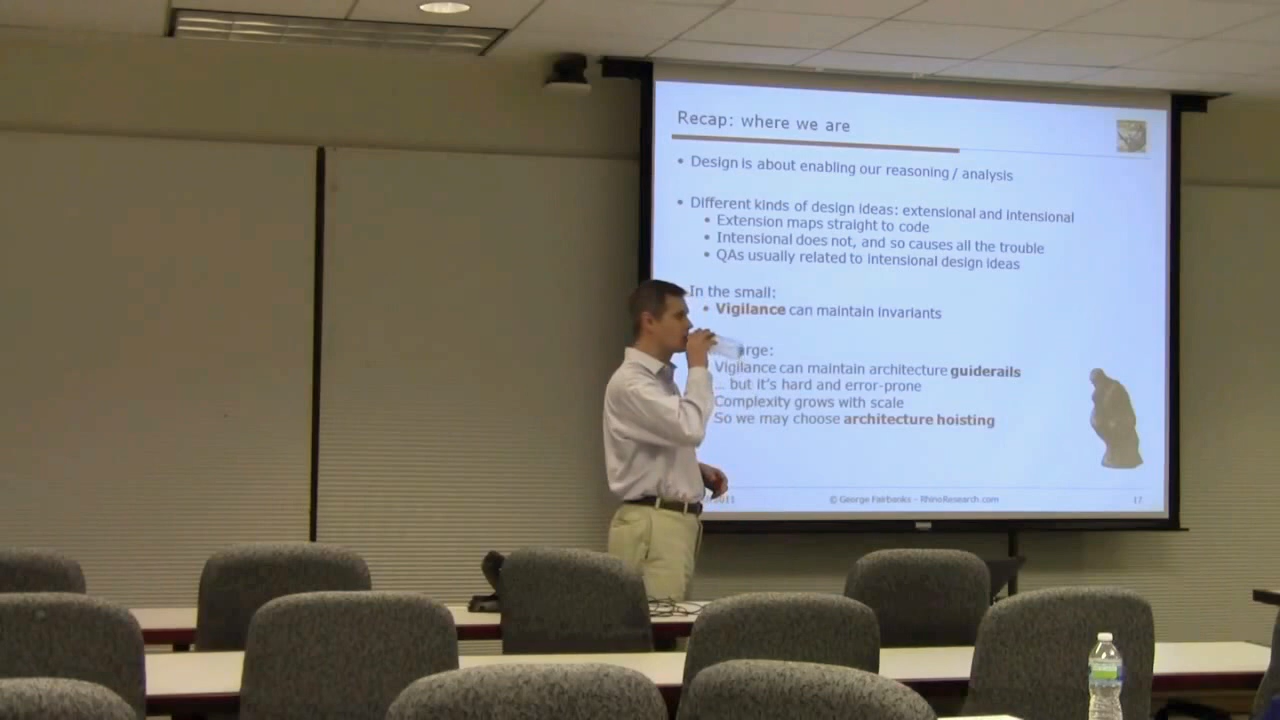 Recap: where we are
• Design is about enabling our reasoning / analysis
• Different kinds of design ideas: extensional and intensional
• Extension maps straight to code
• Intensional does not, and so causes all the trouble
• QAs usually related to intensional design ideas
In the small:
• Vigilance can maintain invariants
arge:
Vigilance can maintain architecture guiderails
... but it's hard and error-prone
Complexity grows with scale
So we may choose architecture hoisting
2011 © George Fairbanks – RhinoResearch.com 17